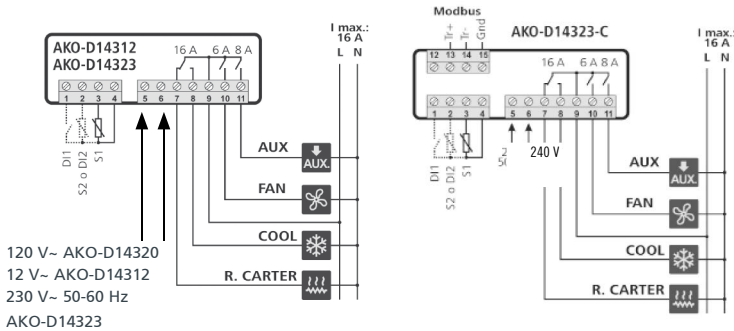 AKO-D14312
AKO-D14323
16 A
6 A
8 A
I max.:
16 A
L
N
1
2
3
4
5
6
7
8
9
10
11
DI1
S2 o DI2
S1
AUX
AUX.
FAN
COOL
R. CARTER
120 V~ AKO-D14320
12 V~ AKO-D14312
230 V~ 50-60 Hz
AKO-D14323
Modbus
Tr+
Tr-
Gnd
AKO-D14323-C
12
13
14
15
16 A
6 A
8 A
I max.:
16 A
L
N
1
2
3
4
5
6
7
8
9
10
11
DI1
S2 o DI2
S1
240 V
AUX
AUX.
FAN
COOL
R. CARTER